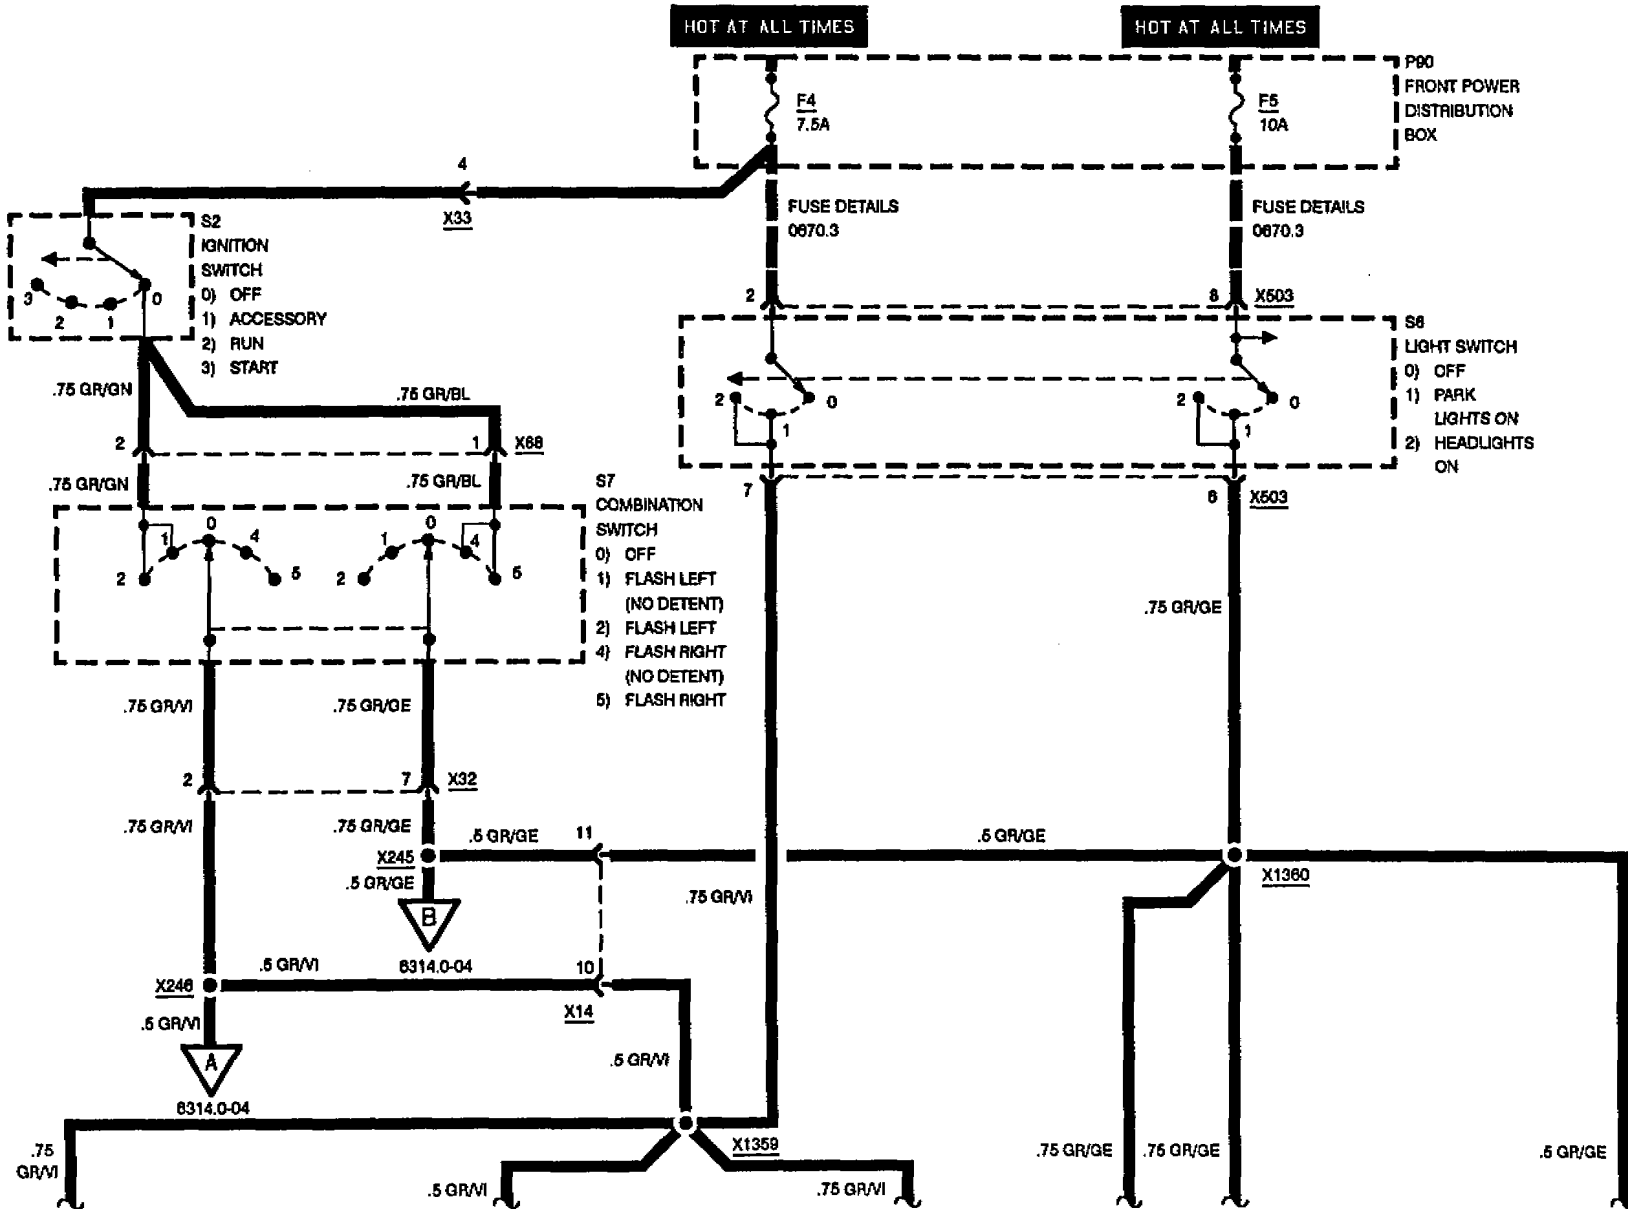 HOT AT ALL TIMES
HOT AT ALL TIMES
P90
FRONT POWER
DISTRIBUTION
BOX
F4
7.5A
F5
10A
4
X33
FUSE DETAILS
0670.3
FUSE DETAILS
0670.3
S2
IGNITION
SWITCH
0) OFF
1) ACCESSORY
2) RUN
3) START
3
2
1
0
2
8
X503
S6
LIGHT SWITCH
0) OFF
1) PARK
LIGHTS ON
2) HEADLIGHTS
ON
2
0
1
2
0
1
.75 GR/GN
.75 GR/BL
2
1
X68
.75 GR/GN
.75 GR/BL
7
6
X503
S7
COMBINATION
SWITCH
0) OFF
1) FLASH LEFT
(NO DETENT)
2) FLASH LEFT
4) FLASH RIGHT
(NO DETENT)
5) FLASH RIGHT
1
0
4
2
5
1
0
4
2
5
.75 GR/GE
.75 GR/VI
.75 GR/GE
2
7
X32
.75 GR/VI
.75 GR/GE
.5 GR/GE
11
.5 GR/GE
X245
.5 GR/GE
X1360
.75 GR/VI
B
6314.0-04
.5 GR/VI
10
X246
X14
.5 GR/VI
A
6314.0-04
.5 GR/VI
X1359
.75
GR/VI
.5 GR/VI
.75 GR/VI
.75 GR/GE
.75 GR/GE
.5 GR/GE